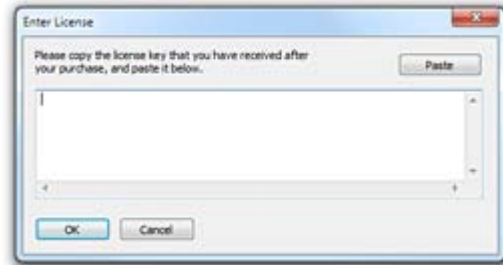 Enter License
Please copy the license key that you have received after
your purchase, and paste it below.
Paste
OK
Cancel